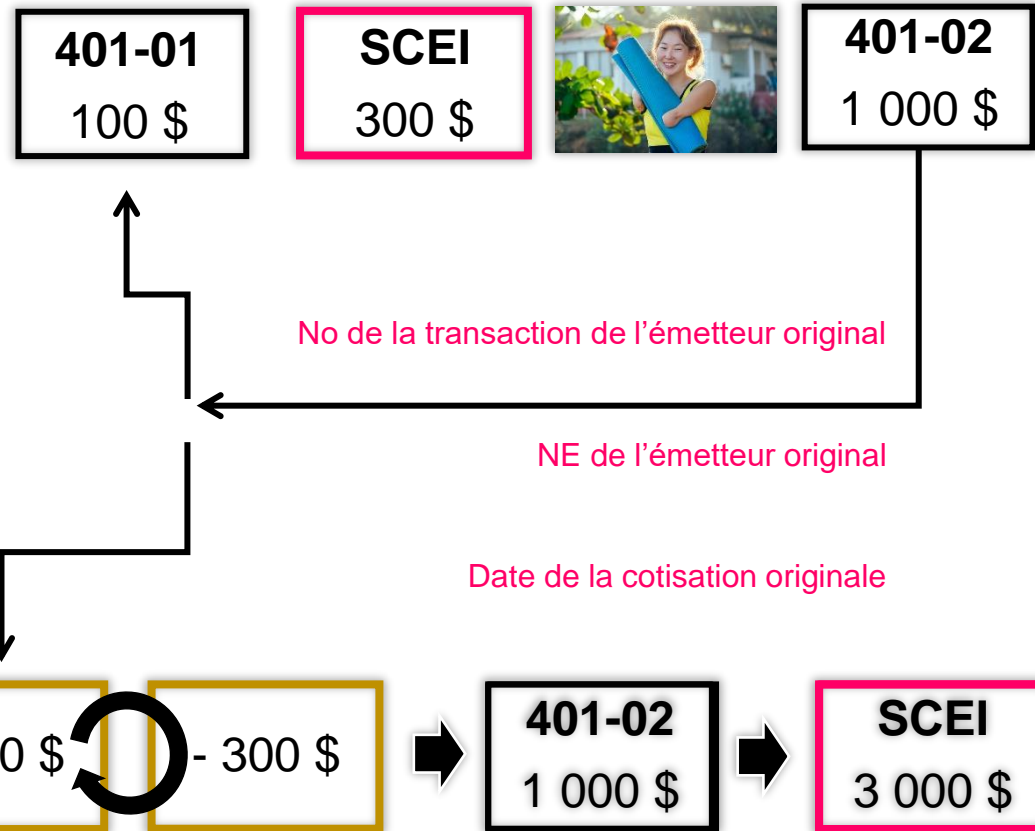 401-01
100 $
SCEI
300 $
401-02
1 000 $
No de la transaction de l’émetteur original
NE de l’émetteur original
Date de la cotisation originale
0 $
- 300 $
401-02
1 000 $
SCEI
3 000 $